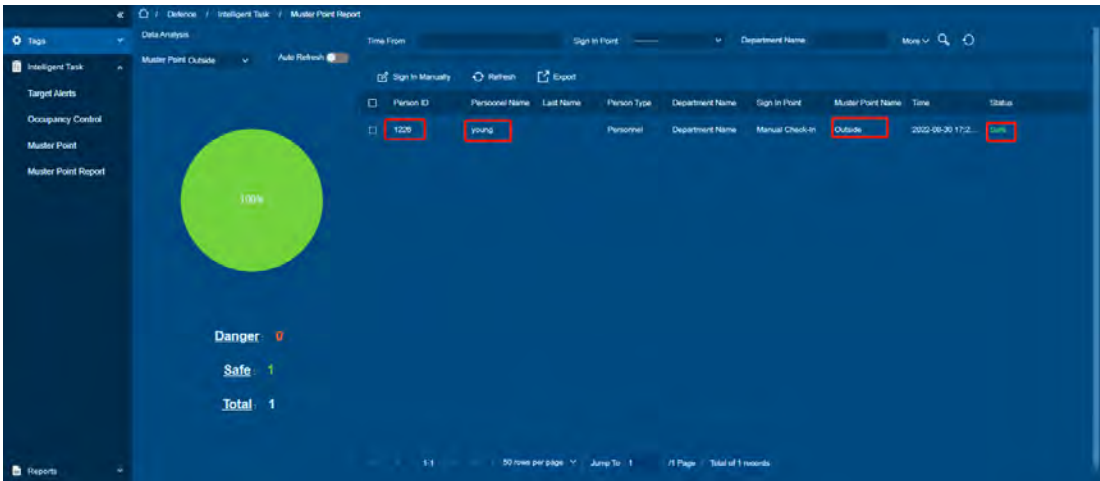 « / Defence / Intelligent Task / Muster Point Report
Tags
Intelligent Task
Target Alerts
Occupancy Control
Muster Point
Muster Point Report
Reports
Data Analysis
Muster Point Outside
Auto Refresh
100%
Danger: 0
Safe: 1
Total: 1
Time From Sign In Point -------- Department Name More
Sign In Manually Refresh Export
Person ID Personnel Name Last Name Person Type Department Name Sign In Point Muster Point Name Time Status
1226 young Personnel Department Name Manual Check-In Outside 2022-08-30 17:2... Safe
1-1 50 rows per page Jump To 1 /1 Page Total of 1 records